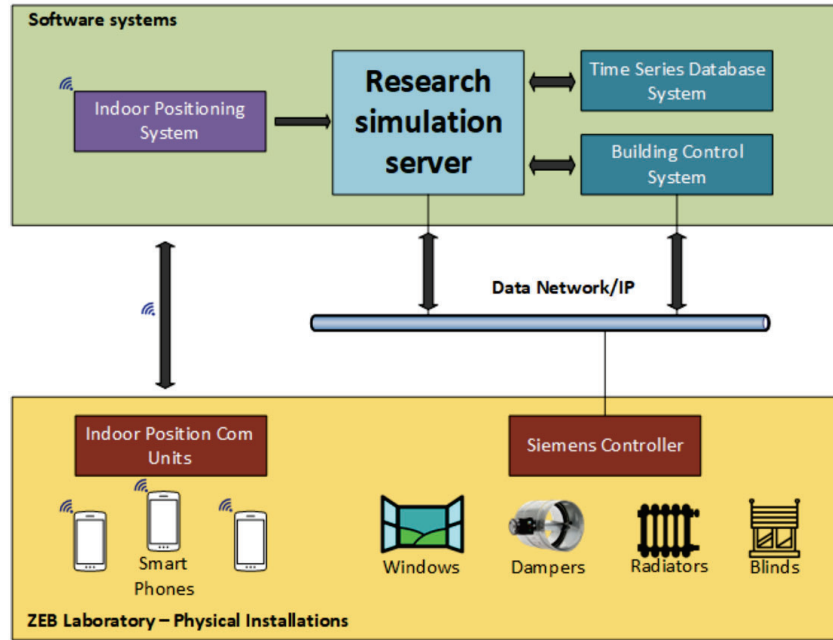 Software systems
Indoor Positioning
System
Research
simulation
server
Time Series Database
System
Building Control
System
Data Network/IP
Indoor Position Com
Units
Siemens Controller
Smart
Phones
Windows
Dampers
Radiators
Blinds
ZEB Laboratory – Physical Installations